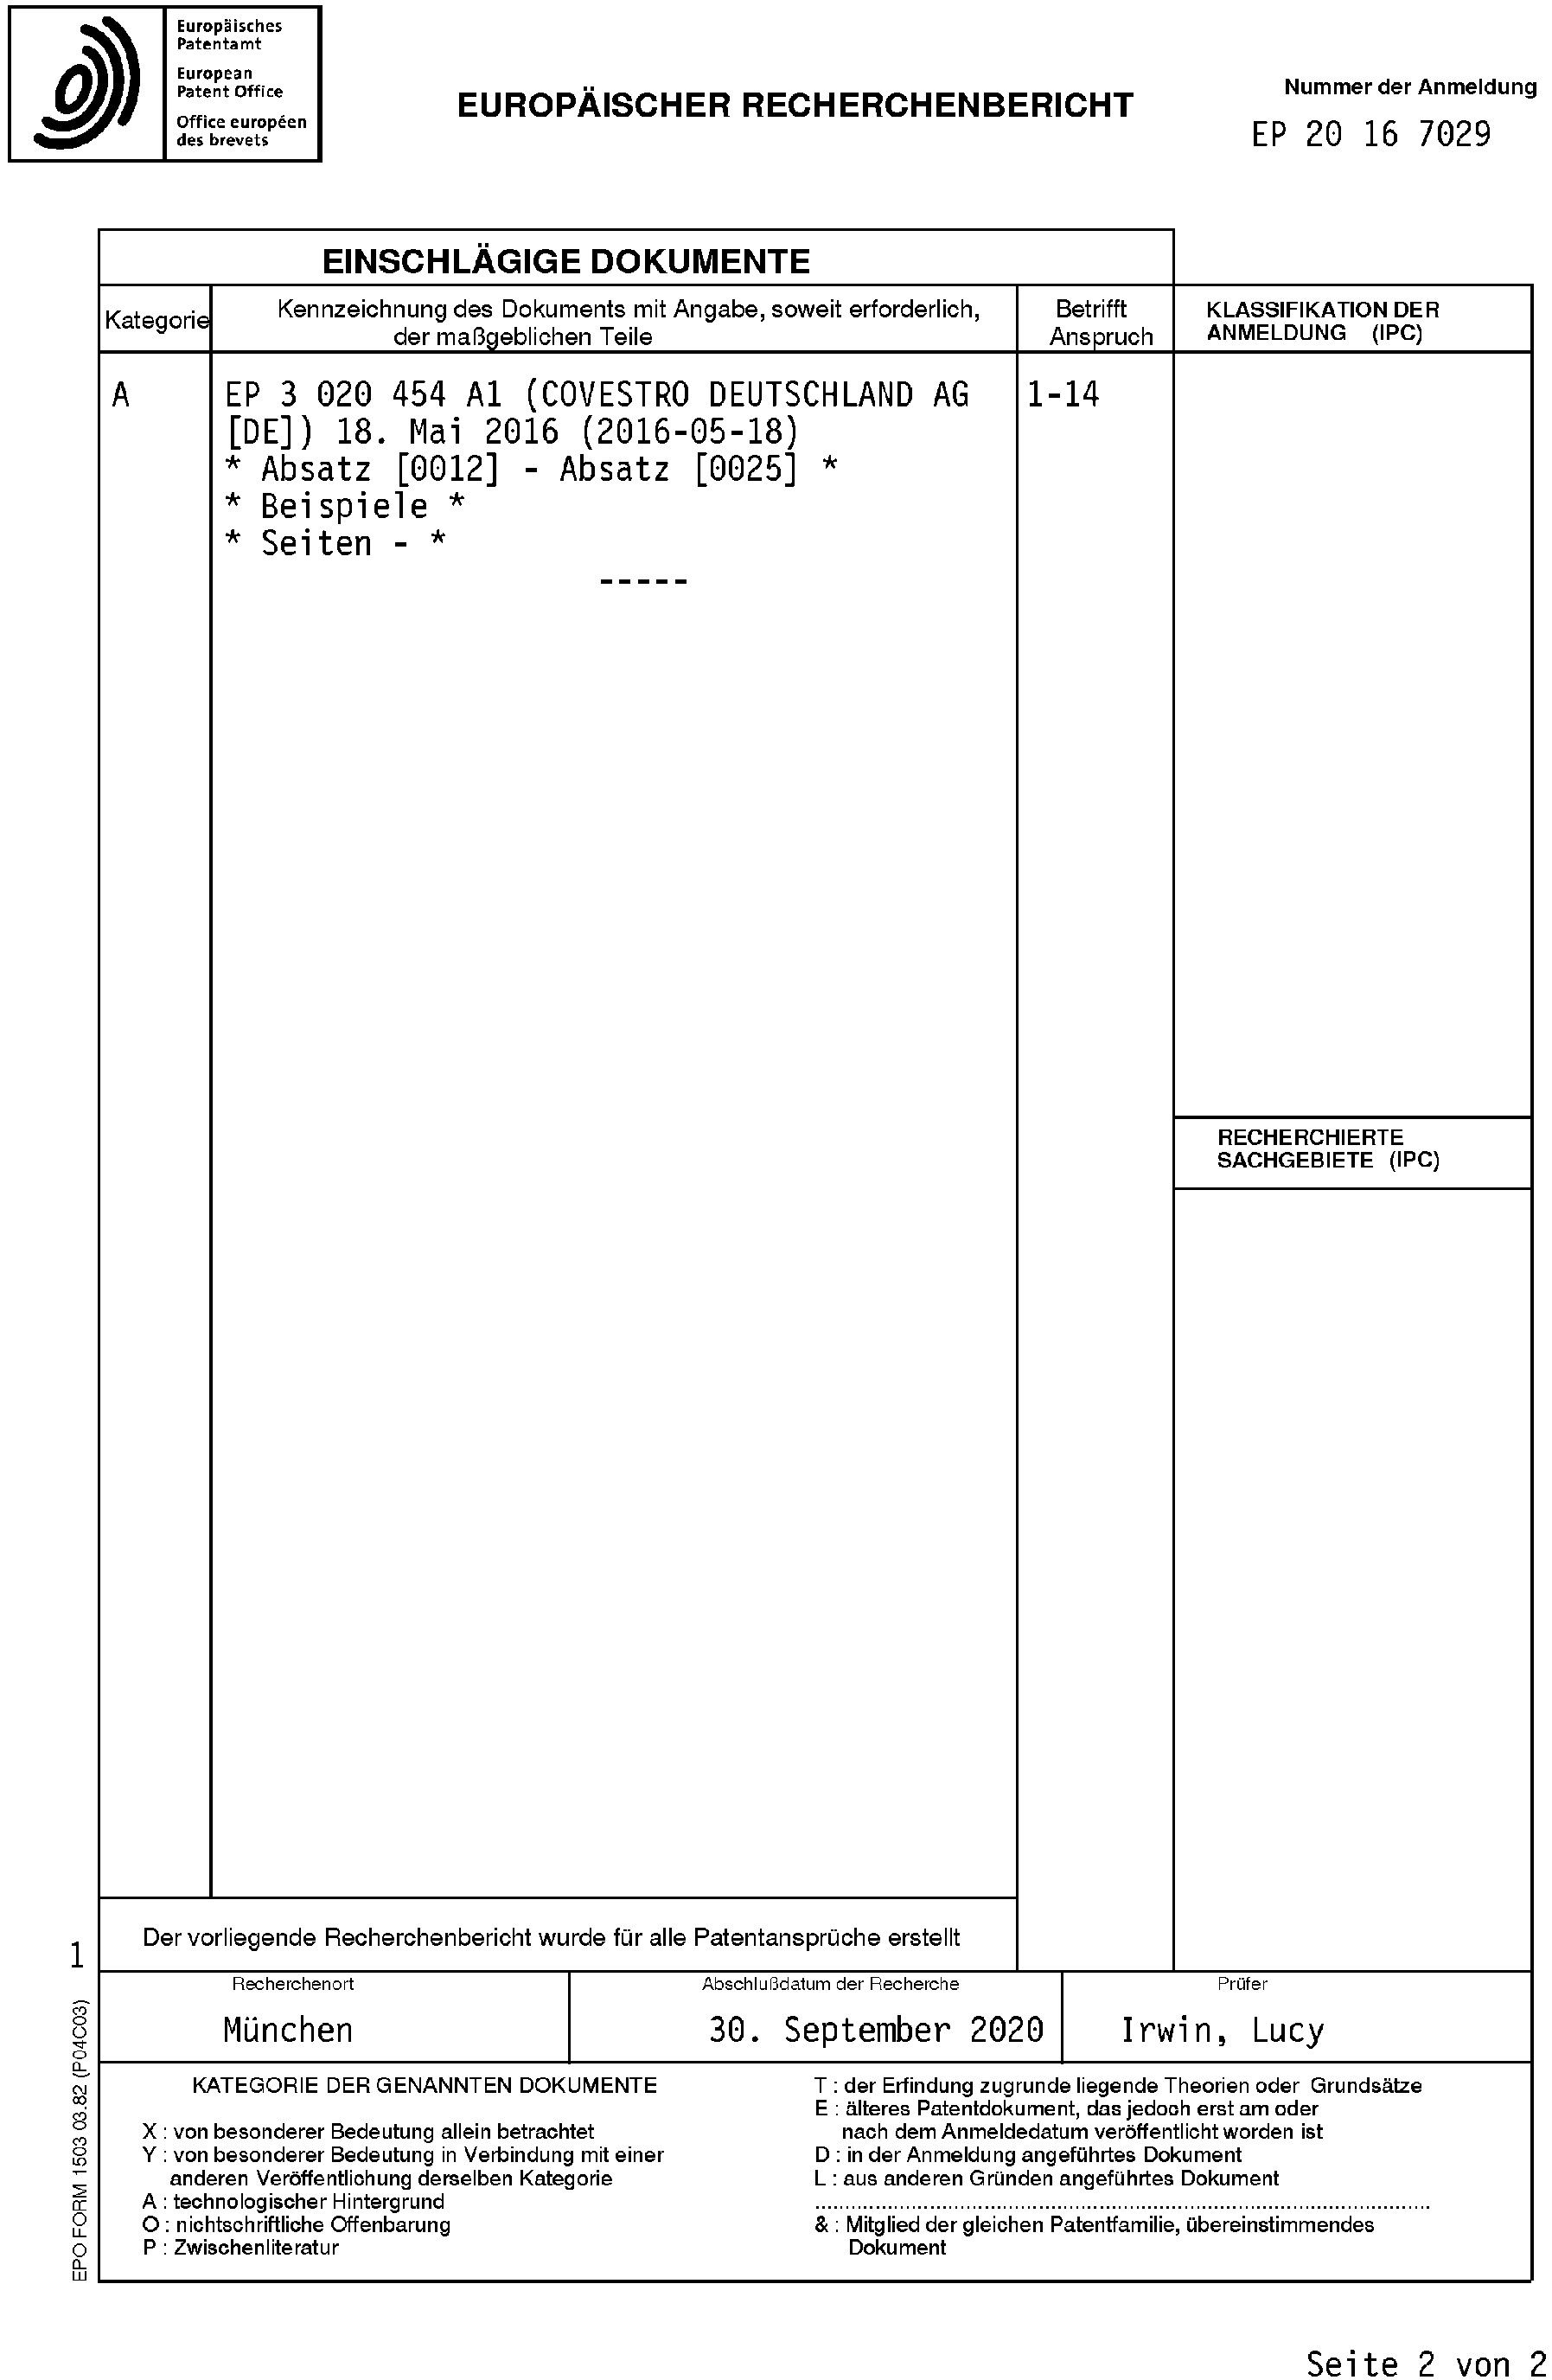 Europäisches
Patentamt
European
Patent Office
Office européen
des brevets
EUROPÄISCHER RECHERCHENBERICHT
Nummer der Anmeldung
EP 20 16 7029
EINSCHLÄGIGE DOKUMENTE
Kategorie
Kennzeichnung des Dokuments mit Angabe, soweit erforderlich,
der maßgeblichen Teile
Betrifft
Anspruch
KLASSIFIKATION DER
ANMELDUNG (IPC)
A
EP 3 020 454 A1 (COVESTRO DEUTSCHLAND AG
[DE]) 18. Mai 2016 (2016-05-18)
* Absatz [0012] - Absatz [0025] *
* Beispiele *
* Seiten - *
-----
1-14
RECHERCHIERTE
SACHGEBIETE (IPC)
Der vorliegende Recherchenbericht wurde für alle Patentansprüche erstellt
1
Recherchenort
München
Abschlußdatum der Recherche
30. September 2020
Prüfer
Irwin, Lucy
EPO FORM 1503 03.82 (P04C03)
KATEGORIE DER GENANNTEN DOKUMENTE
X : von besonderer Bedeutung allein betrachtet
Y : von besonderer Bedeutung in Verbindung mit einer
anderen Veröffentlichung derselben Kategorie
A : technologischer Hintergrund
O : nichtschriftliche Offenbarung
P : Zwischenliteratur
T : der Erfindung zugrunde liegende Theorien oder Grundsätze
E : älteres Patentdokument, das jedoch erst am oder
nach dem Anmeldedatum veröffentlicht worden ist
D : in der Anmeldung angeführtes Dokument
L : aus anderen Gründen angeführtes Dokument
& : Mitglied der gleichen Patentfamilie, übereinstimmendes
Dokument
Seite 2 von 2